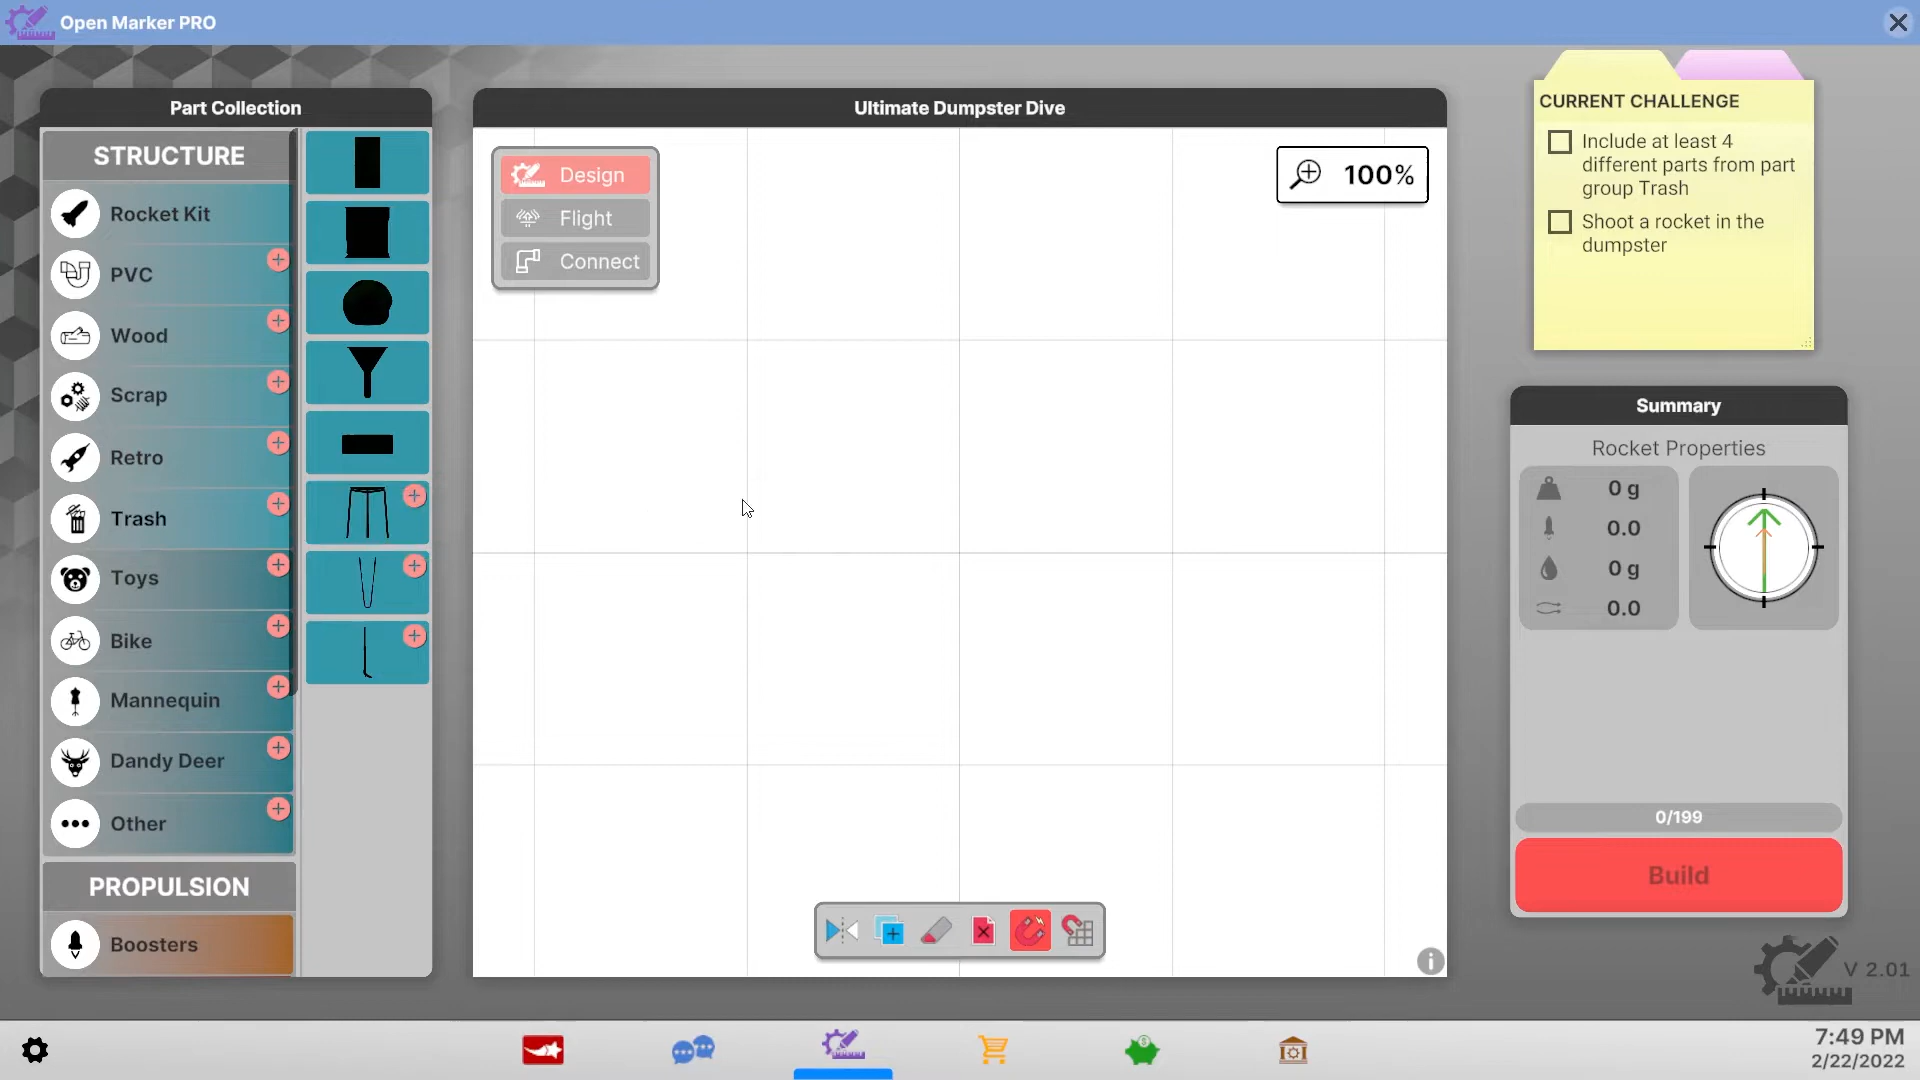 Open Marker PRO
Part Collection
STRUCTURE
Rocket Kit
PVC
Wood
Scrap
Retro
Trash
Toys
Bike
Mannequin
Dandy Deer
Other
PROPULSION
Boosters
Ultimate Dumpster Dive
Design
Flight
Connect
100%
CURRENT CHALLENGE
Include at least 4
different parts from part
group Trash
Shoot a rocket in the
dumpster
Summary
Rocket Properties
0 g
0.0
0 g
0.0
0/199
Build
V 2.01
7:49 PM
2/22/2022